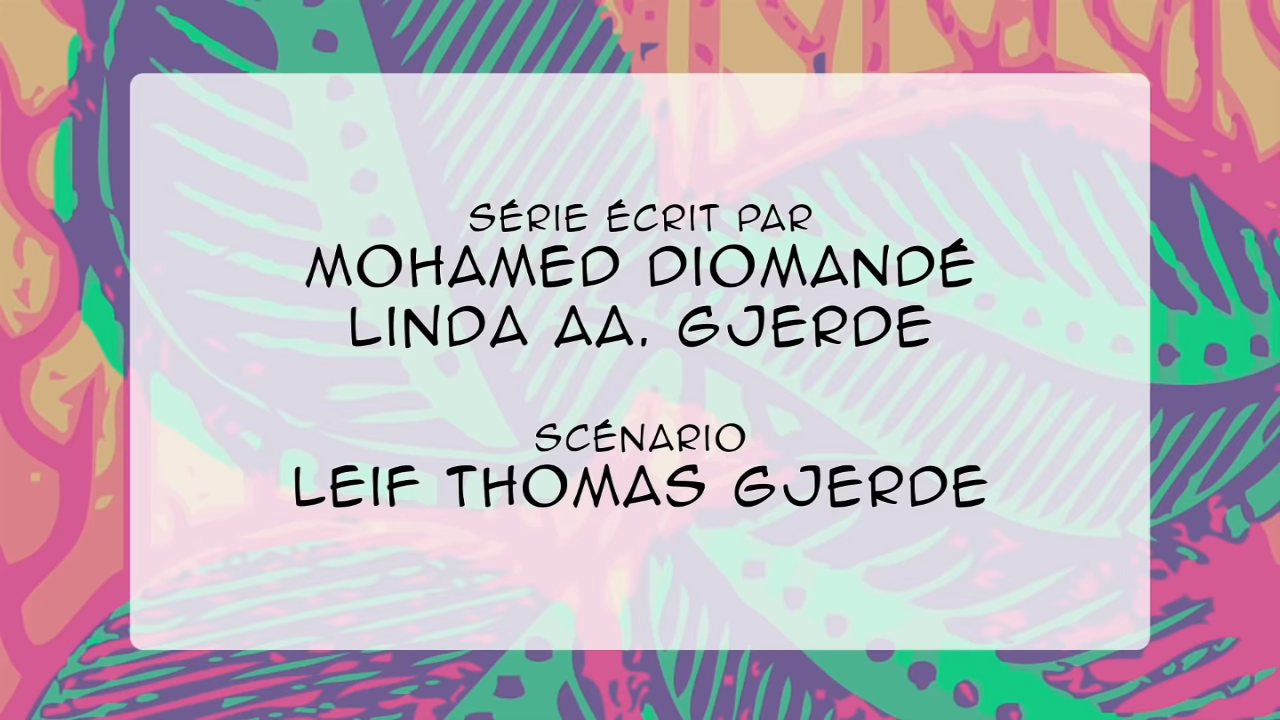 SÉRIE ÉCRIT PAR
MOHAMED DIOMANDÉ
LINDA AA. GJERDE
SCÉNARIO
LEIF THOMAS GJERDE